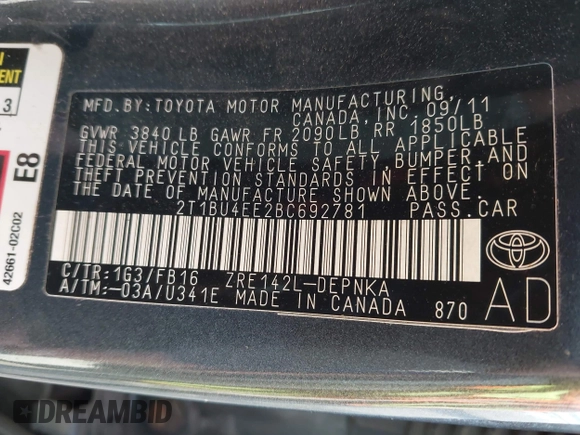 MFD.BY:TOYOTA MOTOR MANUFACTURING,
CANADA, INC. 09/11
GVWR 3840 LB GAWR FR 2090LB RR 1850LB
THIS VEHICLE CONFORMS TO ALL APPLICABLE
FEDERAL MOTOR VEHICLE SAFETY, BUMPER,AND
THEFT PREVENTION STANDARDS IN EFFECT ON
THE DATE OF MANUFACTURE SHOWN ABOVE.
2T1BU4EE2BC692781 PASS.CAR
C/TR:1G3/FB16 ZRE142L-DEPNKA
A/TM:-03A/U341E MADE IN CANADA 870
AD
3
E8
42661-02C02
DREAMBID